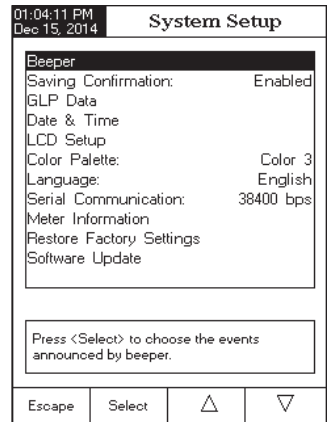 01:04:11 PM
Dec 15, 2014
System Setup
Beeper
Saving Confirmation: Enabled
GLP Data
Date & Time
LCD Setup
Color Palette: Color 3
Language: English
Serial Communication: 38400 bps
Meter Information
Restore Factory Settings
Software Update
Press <Select> to choose the events
announced by beeper.
Escape Select